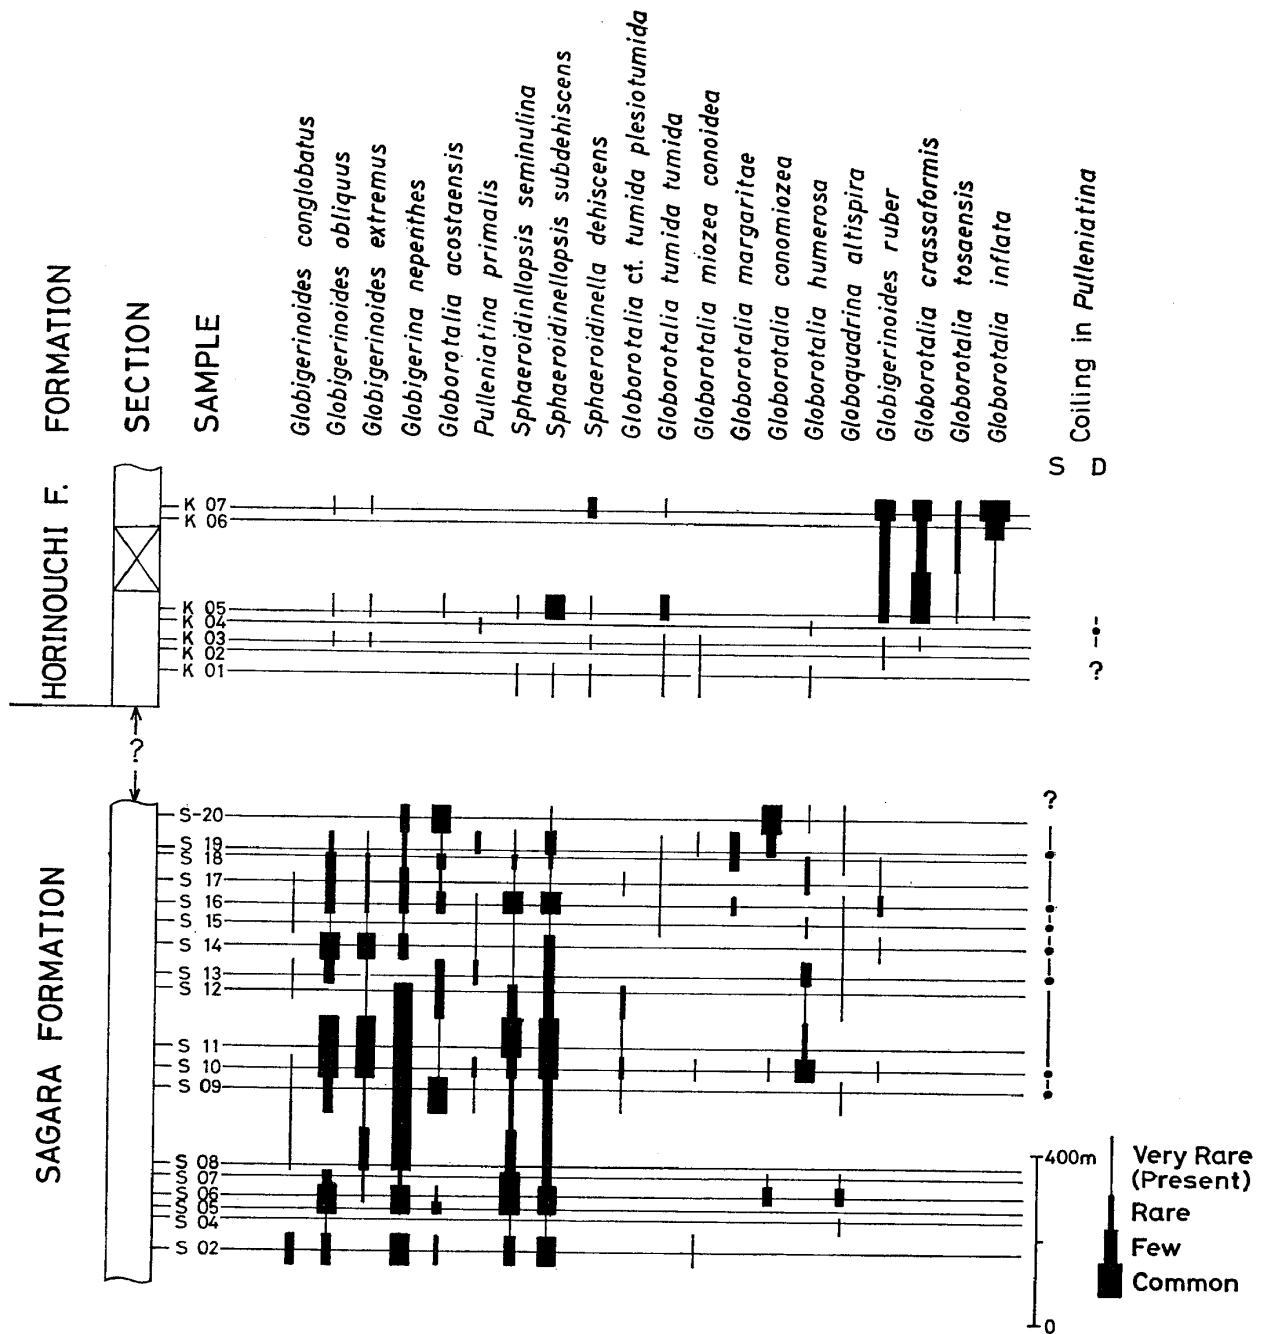 FORMATION
SECTION
SAMPLE
Globigerinoides conglobatus
Globigerinoides obliquus
Globigerinoides extremus
Globigerina nepenthes
Globorotalia acostaensis
Pulleniatina primalis
Sphaeroidinllopsis seminulina
Sphaeroidinellopsis subdehiscens
Sphaeroidinella dehiscens
Globorotalia cf. tumida plesiotumida
Globorotalia tumida tumida
Globorotalia miozea conoidea
Globorotalia margaritae
Globorotalia conomiozea
Globorotalia humerosa
Globoquadrina altispira
Globigerinoides ruber
Globorotalia crassaformis
Globorotalia tosaensis
Globorotalia inflata
Coiling in Pulleniatina
S D
HORINOUCHI F.
K 07
K 06
K 05
K 04
K 03
K 02
K 01
?
?
SAGARA FORMATION
S-20
?
S 19
S 18
S 17
S 16
S 15
S 14
S 13
S 12
S 11
S 10
S 09
S 08
S 07
S 06
S 05
S 04
S 02
400m
0
Very Rare
(Present)
Rare
Few
Common